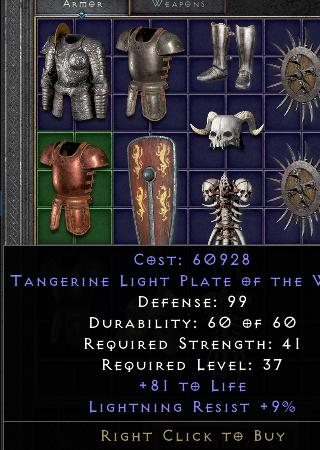 Armor Weapons
Cost: 60928
Tangerine Light Plate of the
Defense: 99
Durability: 60 of 60
Required Strength: 41
Required Level: 37
+81 to Life
Lightning Resist +9%
Right Click to Buy